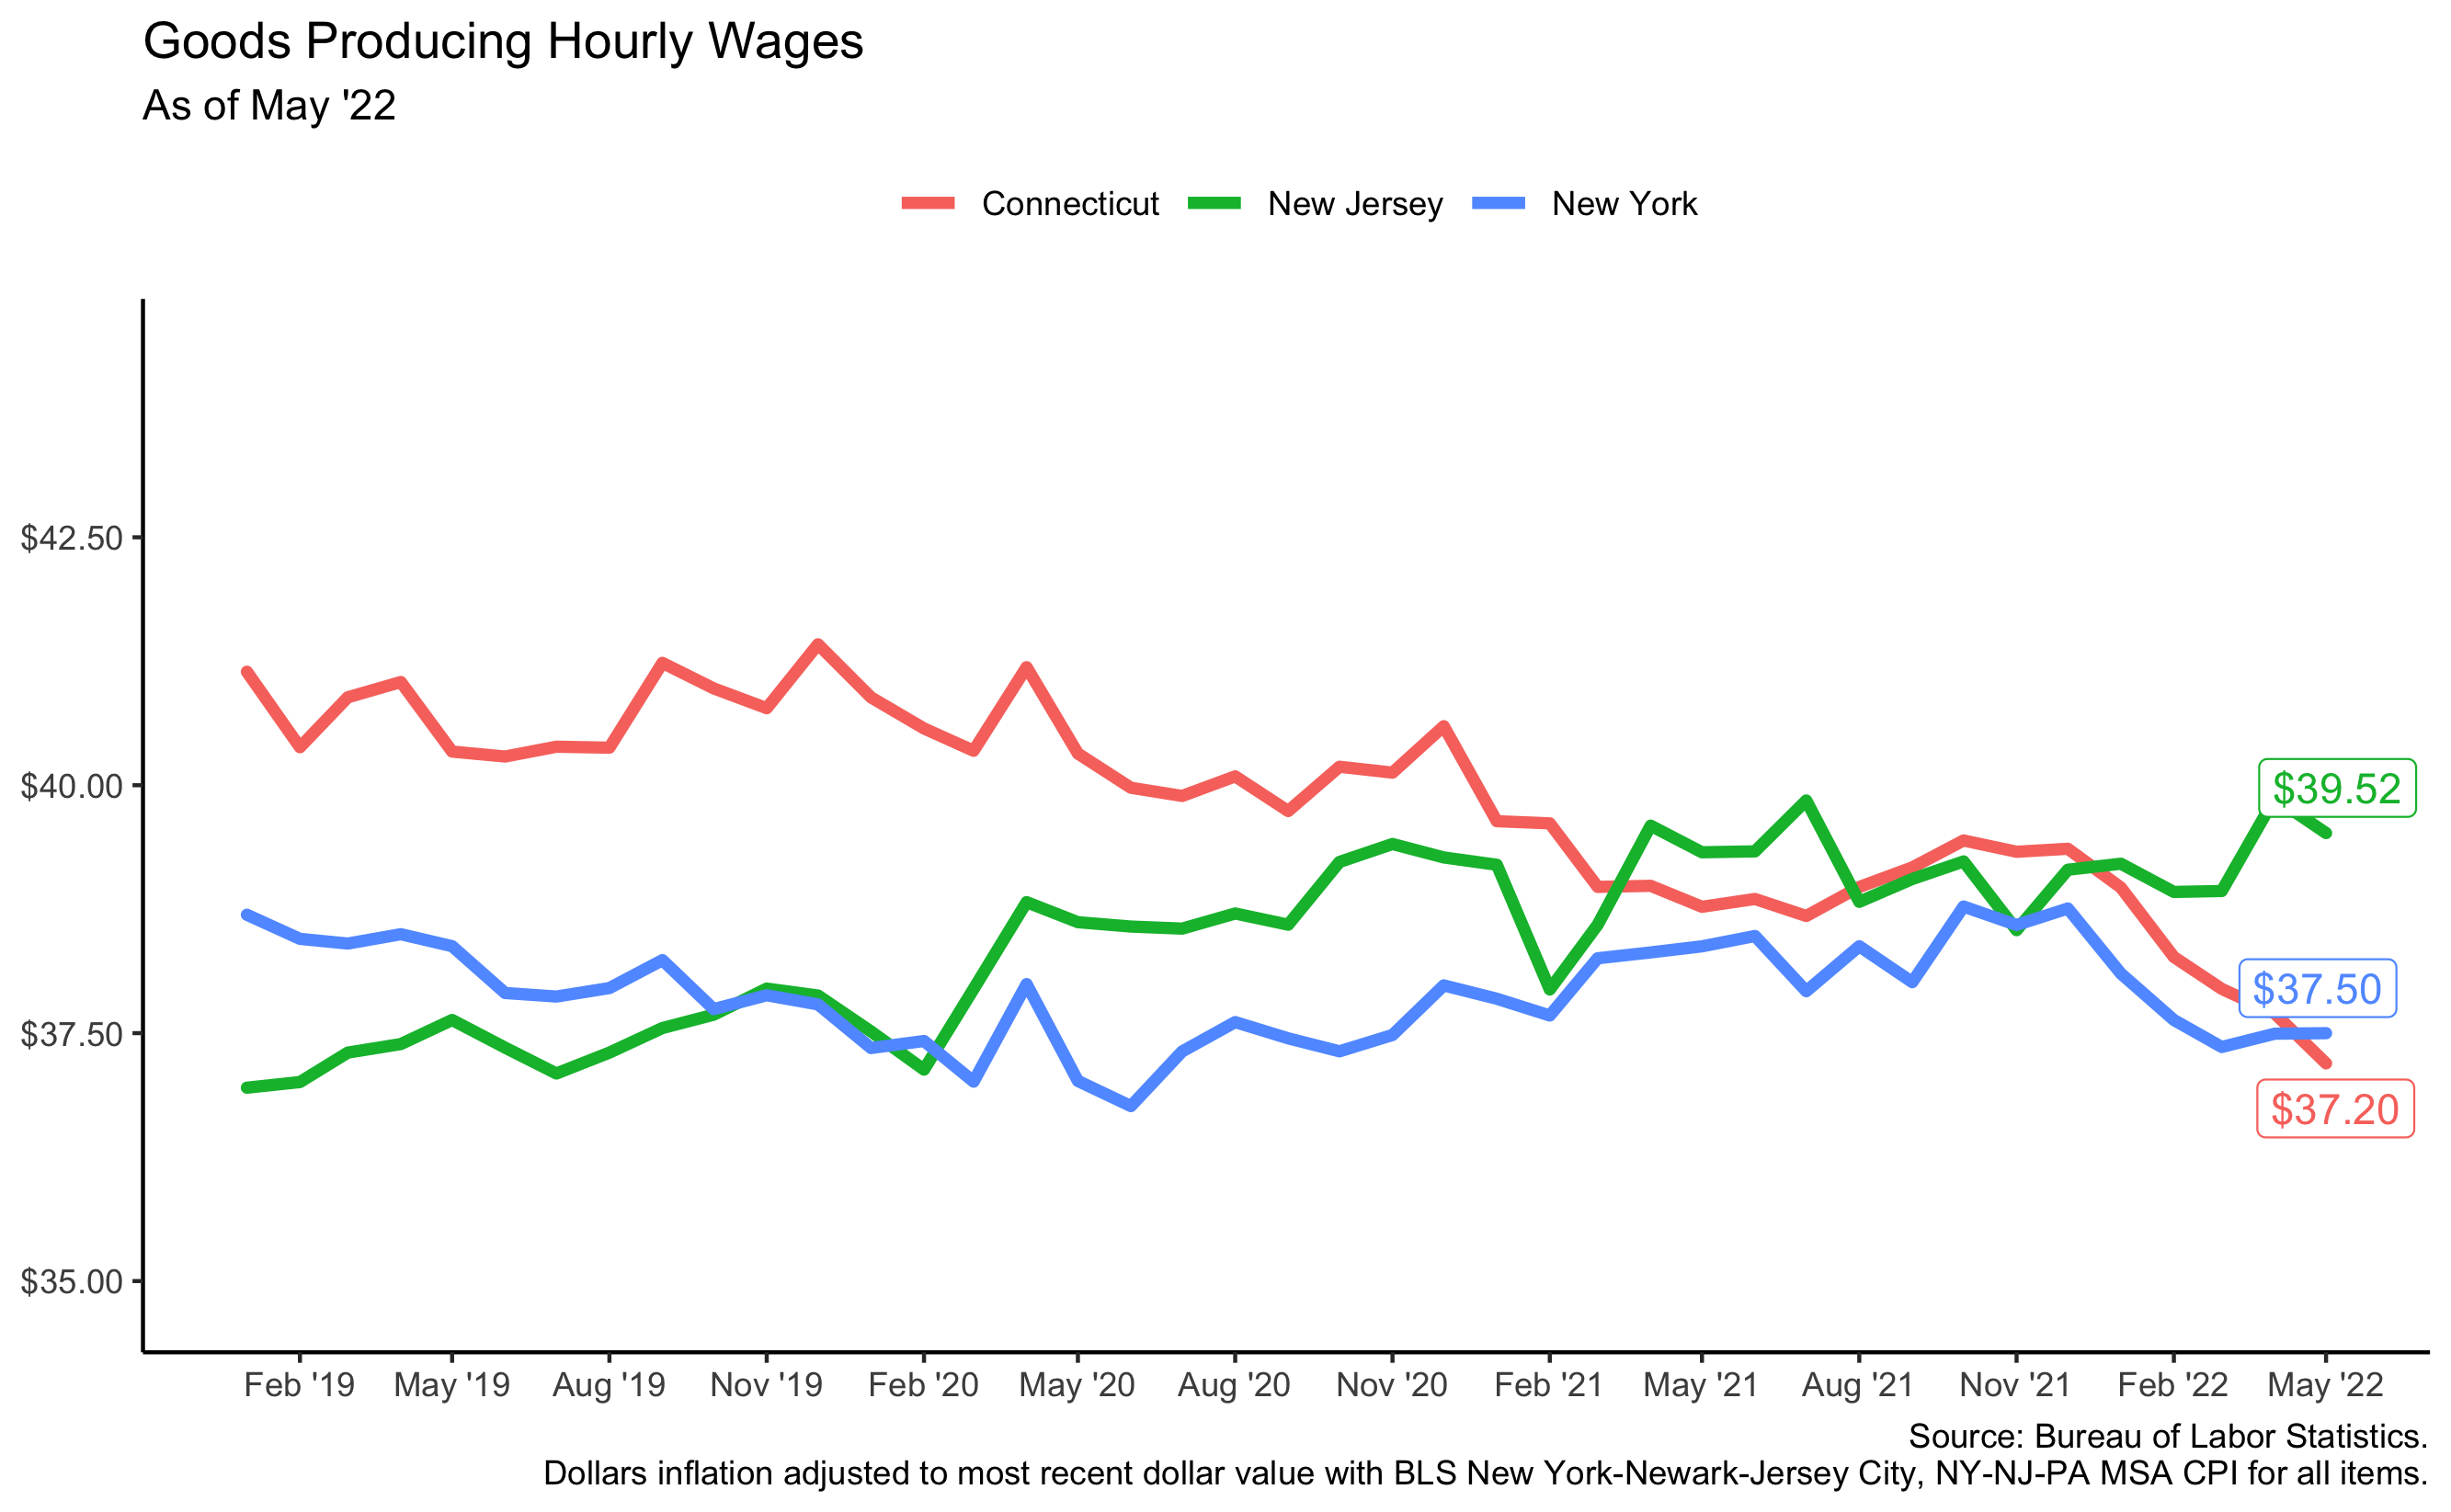 Goods Producing Hourly Wages
As of May '22
Connecticut New Jersey New York
$42.50
$40.00
$37.50
$35.00
$39.52
$37.50
$37.20
Feb '19 May '19 Aug '19 Nov '19 Feb '20 May '20 Aug '20 Nov '20 Feb '21 May '21 Aug '21 Nov '21 Feb '22 May '22
Source: Bureau of Labor Statistics.
Dollars inflation adjusted to most recent dollar value with BLS New York-Newark-Jersey City, NY-NJ-PA MSA CPI for all items.